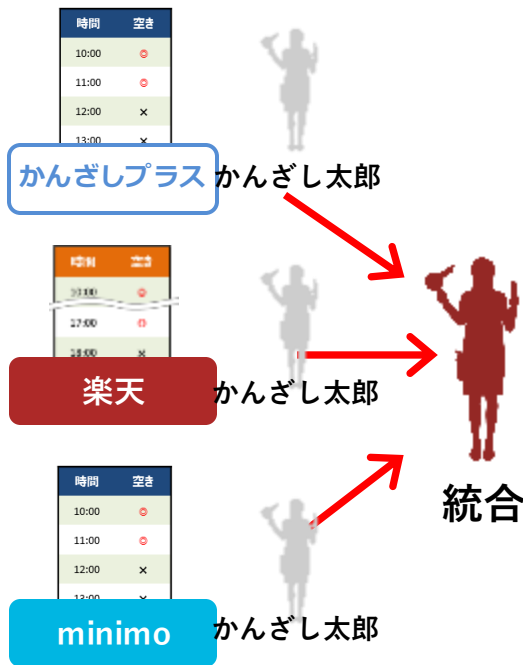 時間 空き
10:00 ◎
11:00 ◎
12:00 ×
13:00 ×
かんざしプラス かんざし太郎
時間 空き
10:00 ◎
17:00 ◎
18:00 ×
楽天 かんざし太郎
統合
時間 空き
10:00 ◎
11:00 ◎
12:00 ×
13:00 ×
minimo かんざし太郎